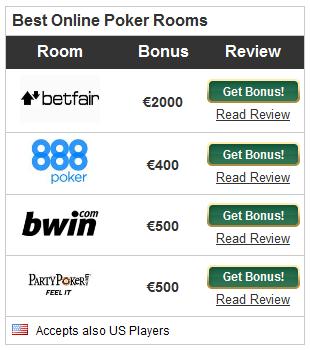 Best Online Poker Rooms
Room Bonus Review
betfair €2000 Get Bonus!
Read Review
888 poker €400 Get Bonus!
Read Review
bwin.com €500 Get Bonus!
Read Review
PARTYPOKER.com €500 Get Bonus!
FEEL IT Read Review
Accepts also US Players